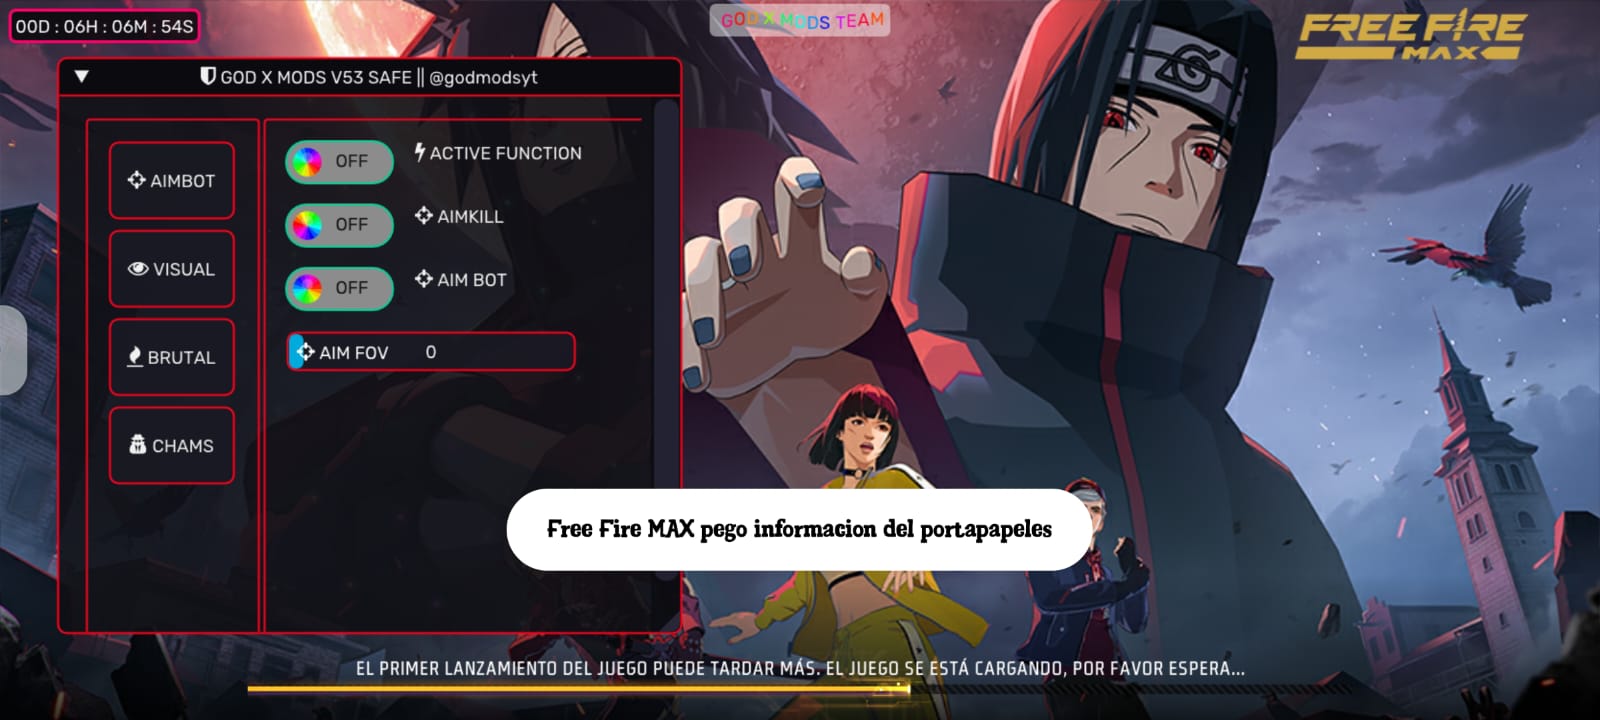 00D : 06H : 06M : 54S
GOD X MODS TEAM
FREE FIRE
MAX
GOD X MODS V53 SAFE || @godmodsyt
AIMBOT
VISUAL
BRUTAL
CHAMS
OFF ACTIVE FUNCTION
OFF AIMKILL
OFF AIM BOT
AIM FOV 0
Free Fire MAX pego informacion del portapapeles
EL PRIMER LANZAMIENTO DEL JUEGO PUEDE TARDAR MÁS. EL JUEGO SE ESTÁ CARGANDO, POR FAVOR ESPERA...